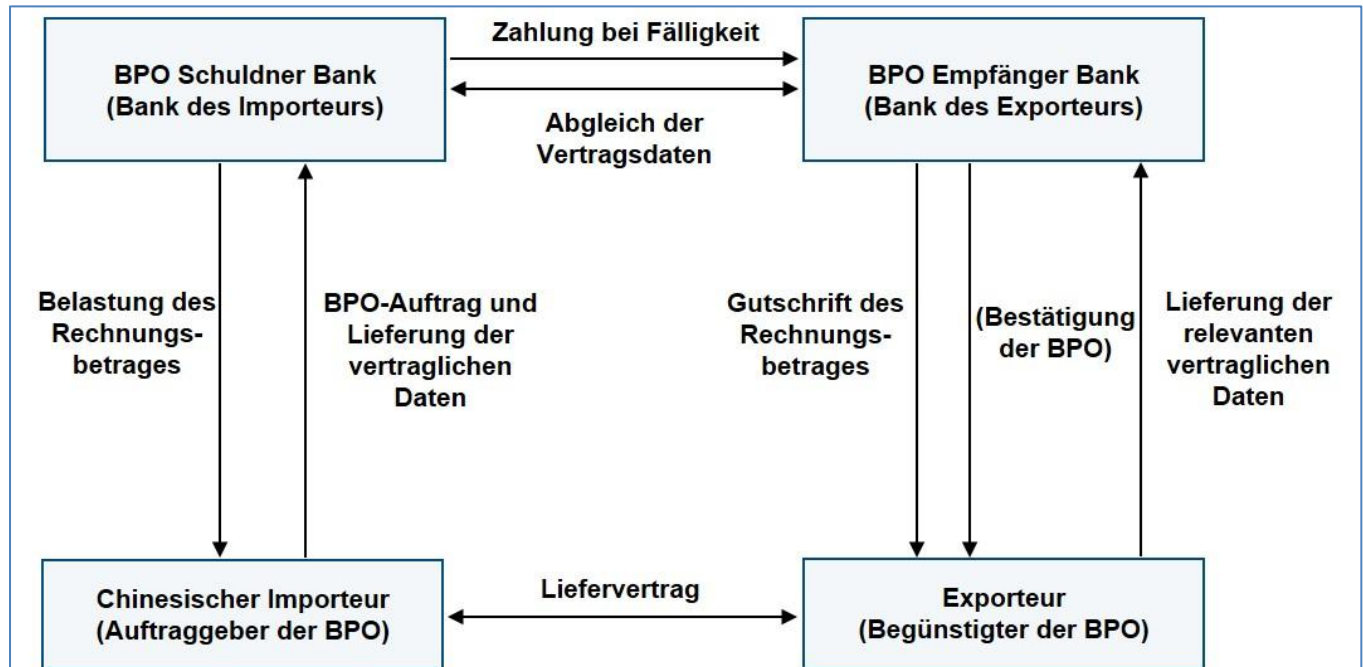 Zahlung bei Fälligkeit
BPO Schuldner Bank
(Bank des Importeurs)
BPO Empfänger Bank
(Bank des Exporteurs)
Abgleich der
Vertragsdaten
Belastung des
Rechnungs-
betrages
BPO-Auftrag und
Lieferung der
vertraglichen
Daten
Gutschrift des
Rechnungs-
betrages
(Bestätigung
der BPO)
Lieferung der
relevanten
vertraglichen
Daten
Chinesischer Importeur
(Auftraggeber der BPO)
Liefervertrag
Exporteur
(Begünstigter der BPO)